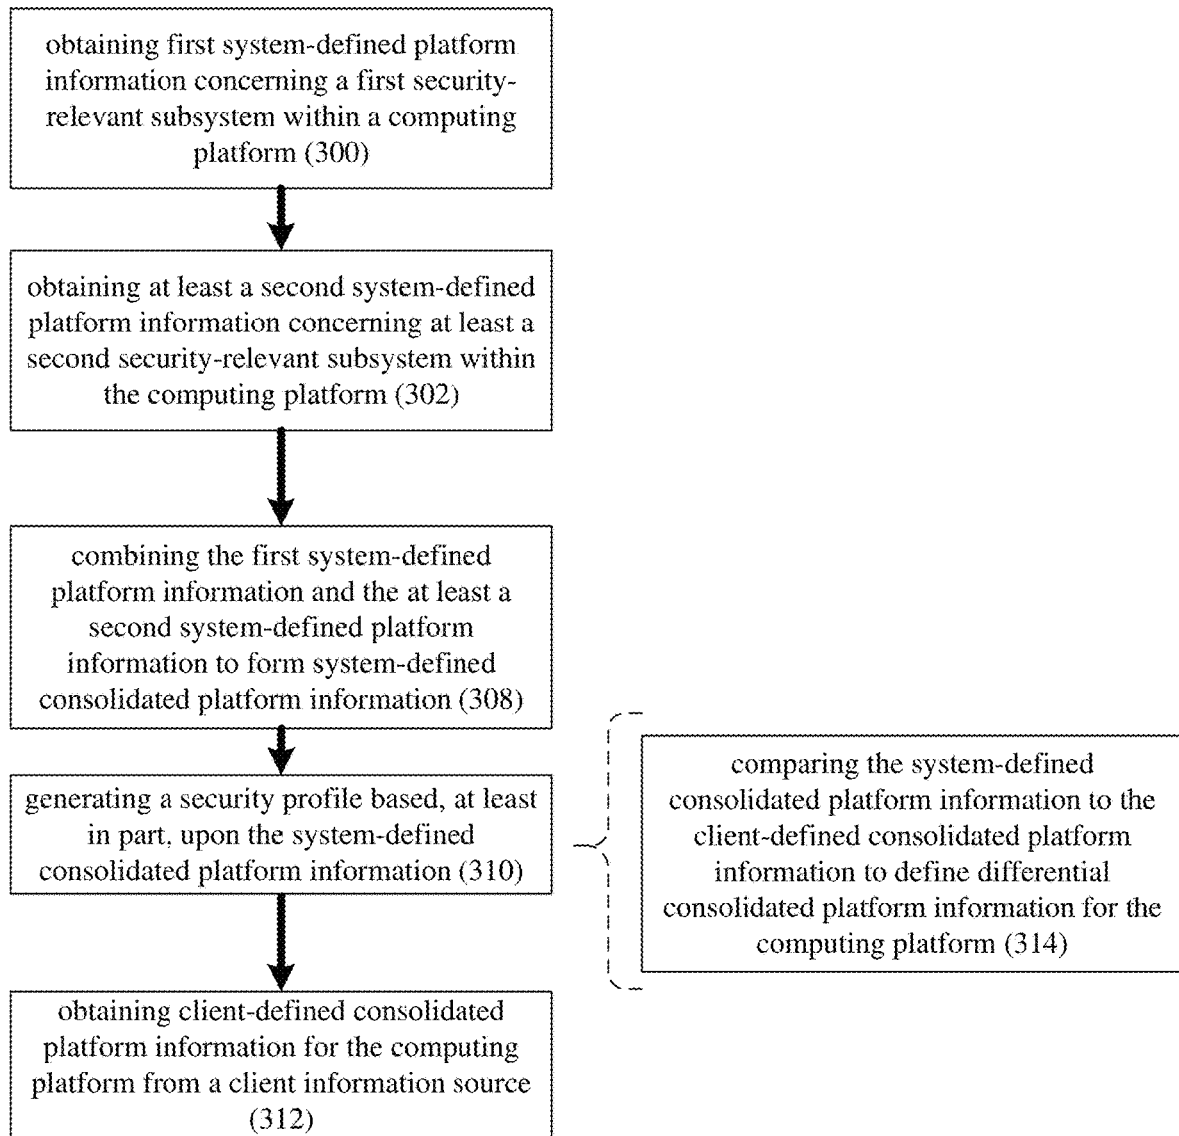 obtaining first system-defined platform
information concerning a first security-
relevant subsystem within a computing
platform (300)
obtaining at least a second system-defined
platform information concerning at least a
second security-relevant subsystem within
the computing platform (302)
combining the first system-defined
platform information and the at least a
second system-defined platform
information to form system-defined
consolidated platform information (308)
generating a security profile based, at least
in part, upon the system-defined
consolidated platform information (310)
comparing the system-defined
consolidated platform information to the
client-defined consolidated platform
information to define differential
consolidated platform information for the
computing platform (314)
obtaining client-defined consolidated
platform information for the computing
platform from a client information source
(312)